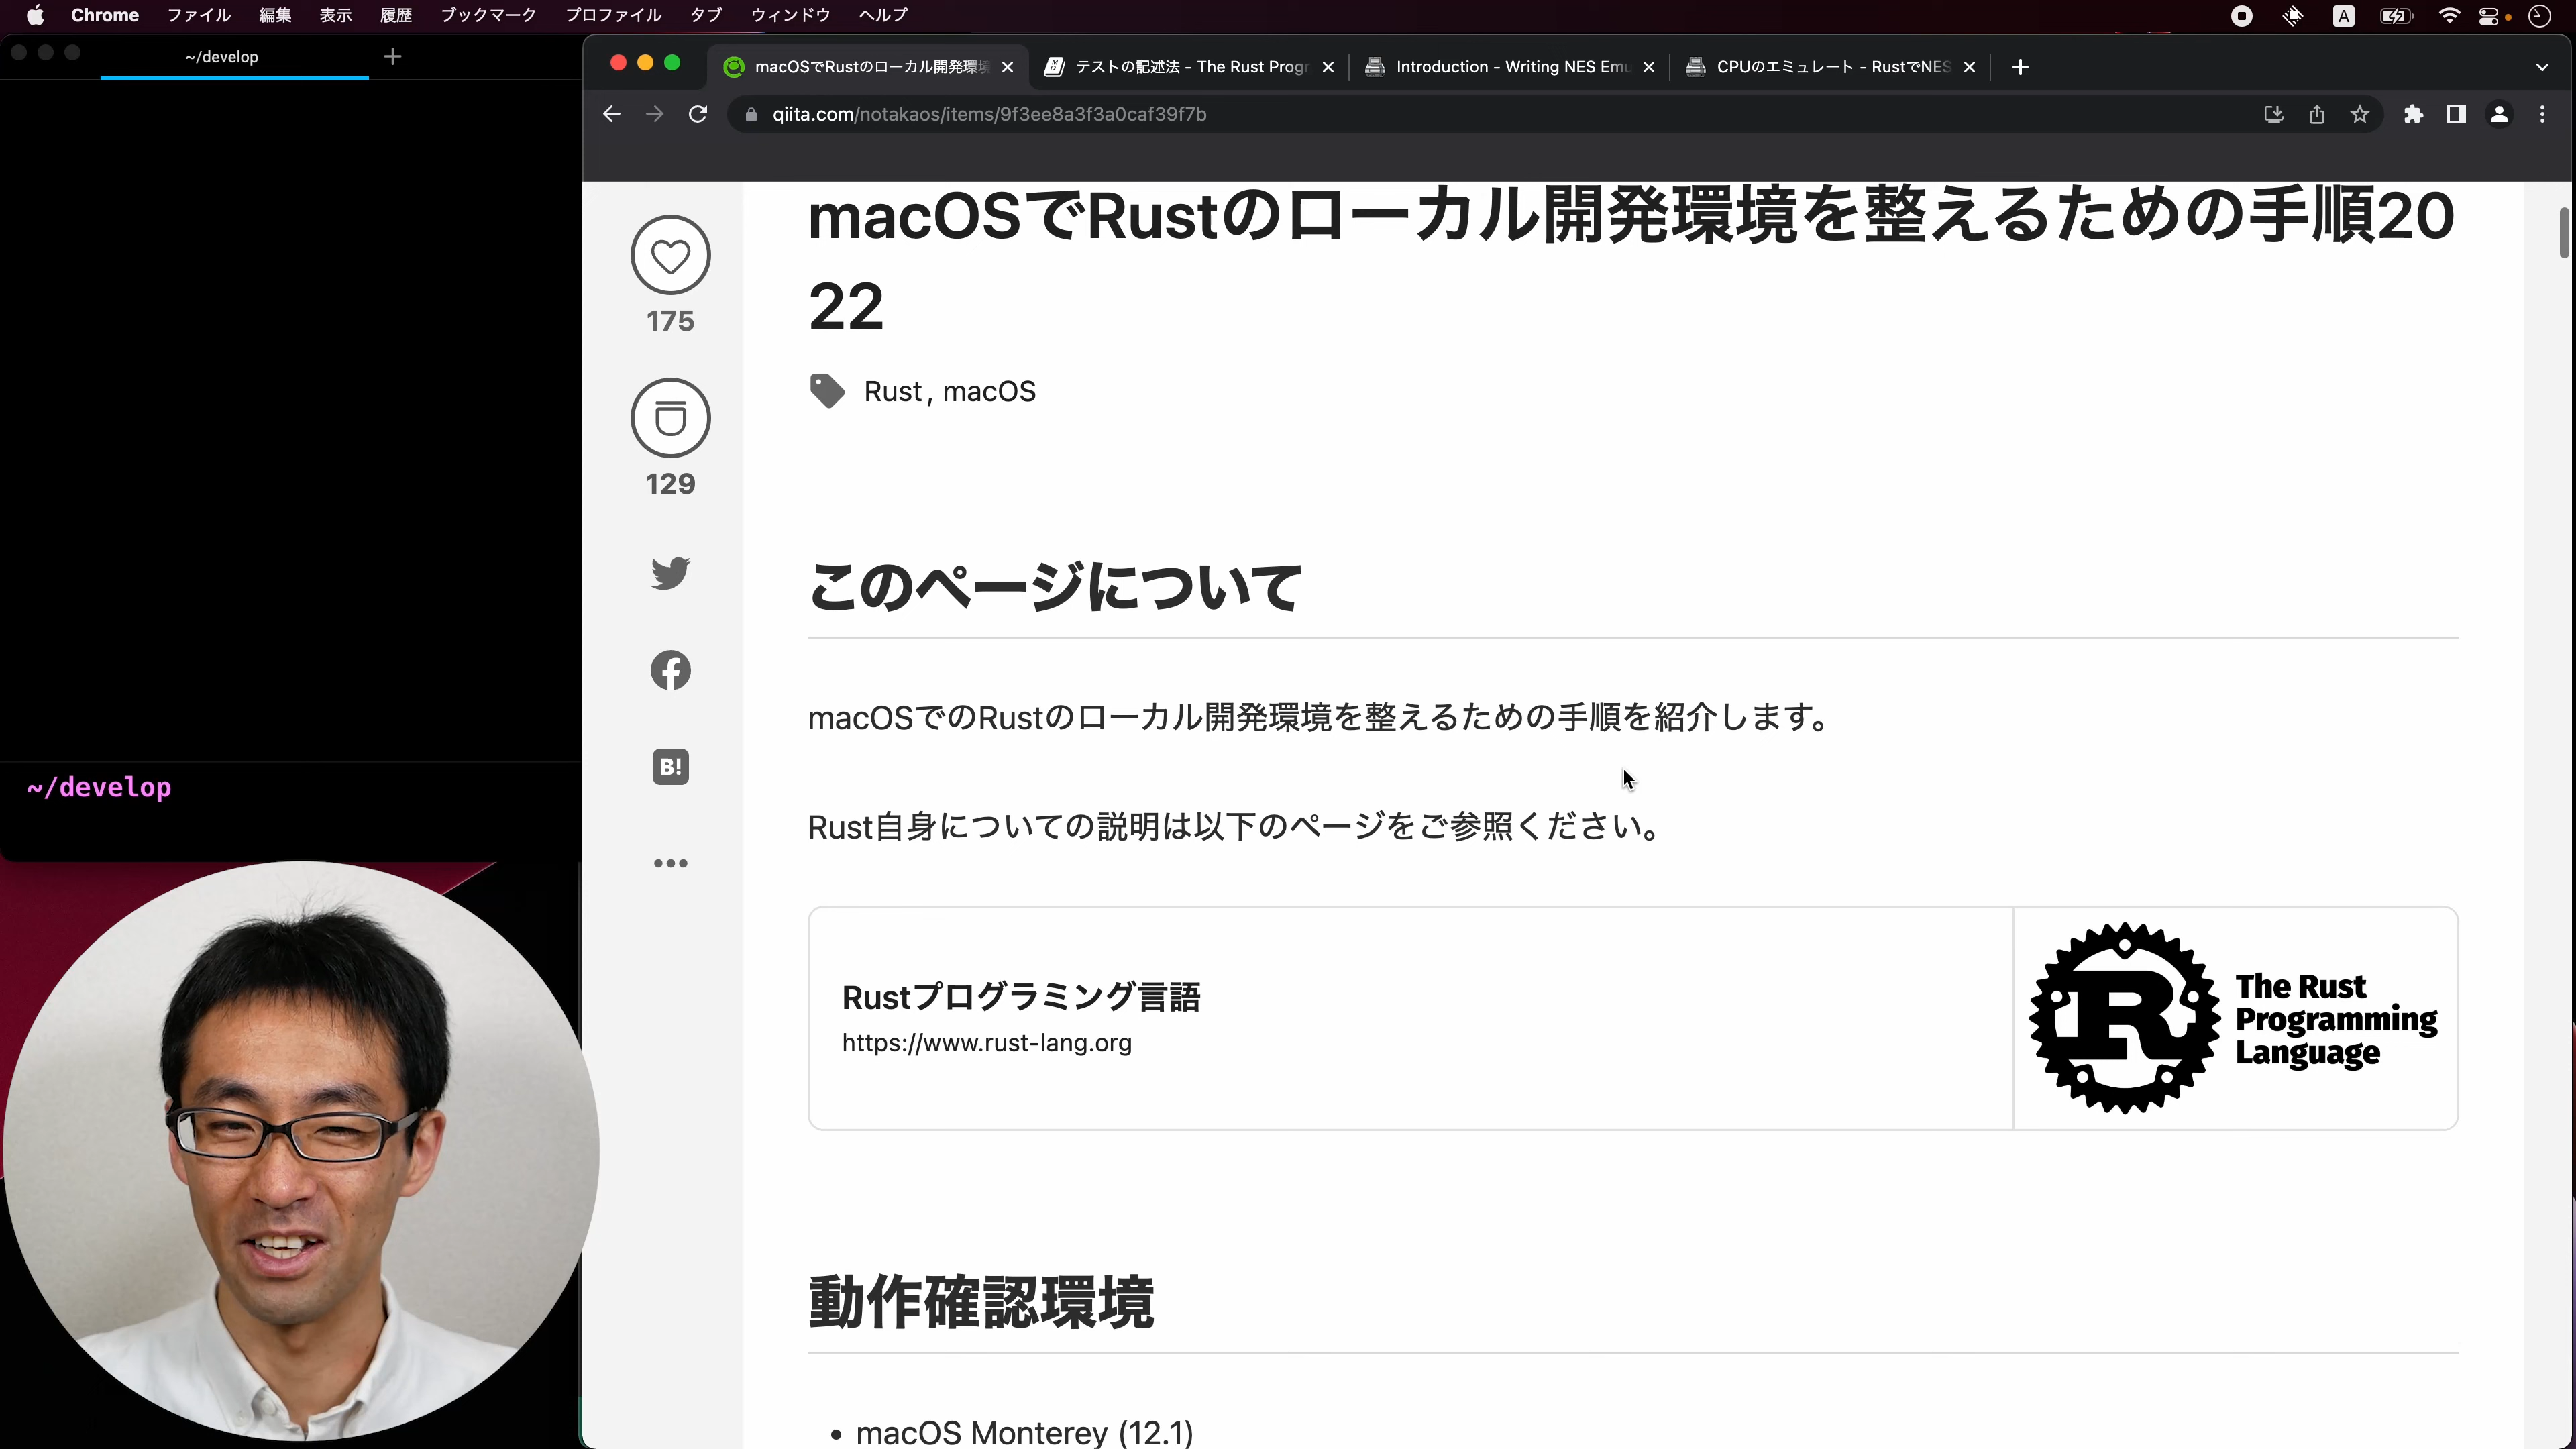 Chrome ファイル 編集 表示 履歴 ブックマーク プロファイル タブ ウィンドウ ヘルプ
A
~/develop
macOSでRustのローカル開発環境
テストの記述法 - The Rust Progr
Introduction - Writing NES Emu
CPUのエミュレート - RustでNES
qiita.com/notakaos/items/9f3ee8a3f3a0caf39f7b
~/develop
175
129
B!
macOSでRustのローカル開発環境を整えるための手順20
22
Rust, macOS
このページについて
macOSでのRustのローカル開発環境を整えるための手順を紹介します。
Rust自身についての説明は以下のページをご参照ください。
Rustプログラミング言語
https://www.rust-lang.org
R
The Rust
Programming
Language
動作確認環境
• macOS Monterey (12.1)